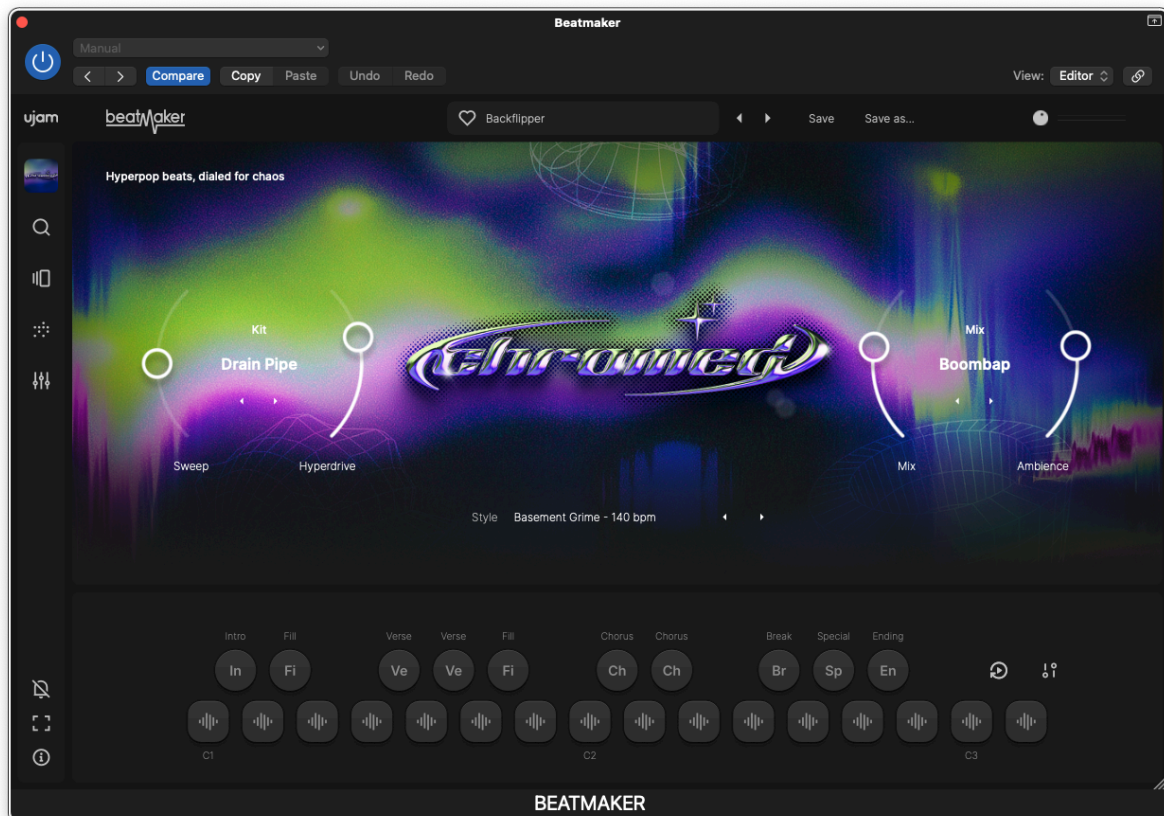 Beatmaker
Manual
Compare Copy Paste Undo Redo View: Editor
ujam beatMaker Backflipper Save Save as...
Hyperpop beats, dialed for chaos
Kit
Drain Pipe
Sweep Hyperdrive
chromed
Mix
Boombap
Mix Ambience
Style Basement Grime - 140 bpm
Intro Fill Verse Verse Fill Chorus Chorus Break Special Ending
In Fi Ve Ve Fi Ch Ch Br Sp En
C1 C2 C3
BEATMAKER